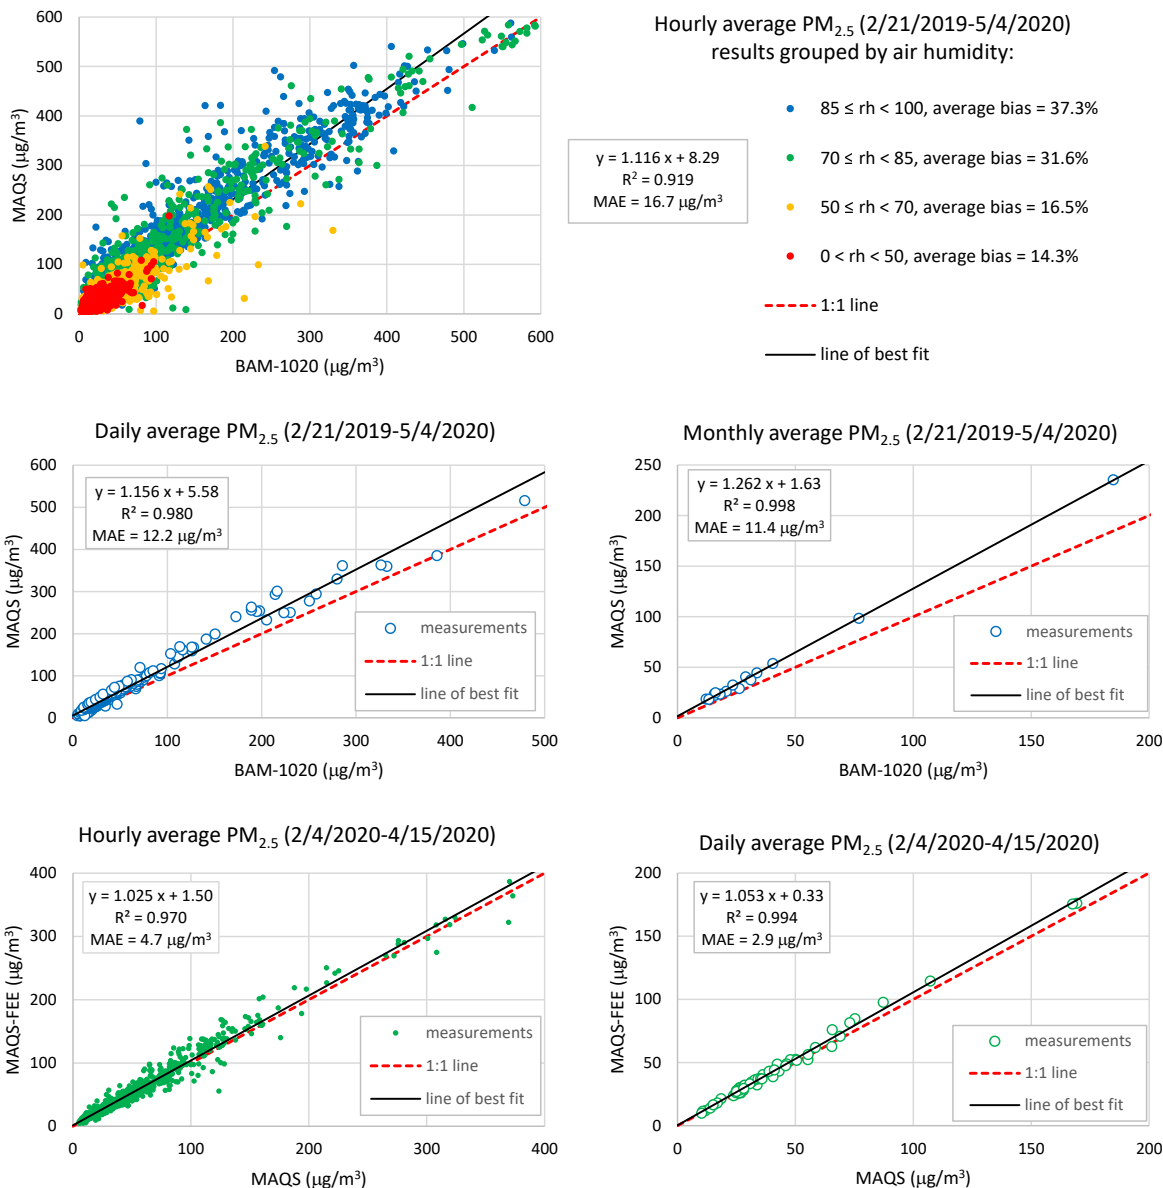 600
500
400
300
200
100
0
MAQS (µg/m³)
0 100 200 300 400 500 600
BAM-1020 (µg/m³)
y = 1.116 x + 8.29
R² = 0.919
MAE = 16.7 µg/m³
Hourly average PM₂.₅ (2/21/2019-5/4/2020)
results grouped by air humidity:
85 ≤ rh < 100, average bias = 37.3%
70 ≤ rh < 85, average bias = 31.6%
50 ≤ rh < 70, average bias = 16.5%
0 < rh < 50, average bias = 14.3%
1:1 line
line of best fit
Daily average PM₂.₅ (2/21/2019-5/4/2020)
600
500
400
300
200
100
0
MAQS (µg/m³)
y = 1.156 x + 5.58
R² = 0.980
MAE = 12.2 µg/m³
measurements
1:1 line
line of best fit
0 100 200 300 400 500
BAM-1020 (µg/m³)
Monthly average PM₂.₅ (2/21/2019-5/4/2020)
250
200
150
100
50
0
MAQS (µg/m³)
y = 1.262 x + 1.63
R² = 0.998
MAE = 11.4 µg/m³
measurements
1:1 line
line of best fit
0 50 100 150 200
BAM-1020 (µg/m³)
Hourly average PM₂.₅ (2/4/2020-4/15/2020)
400
300
200
100
0
MAQS-FEE (µg/m³)
y = 1.025 x + 1.50
R² = 0.970
MAE = 4.7 µg/m³
measurements
1:1 line
line of best fit
0 100 200 300 400
MAQS (µg/m³)
Daily average PM₂.₅ (2/4/2020-4/15/2020)
200
150
100
50
0
MAQS-FEE (µg/m³)
y = 1.053 x + 0.33
R² = 0.994
MAE = 2.9 µg/m³
measurements
1:1 line
line of best fit
0 50 100 150 200
MAQS (µg/m³)